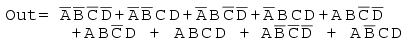 Out= A̅B̅C̅D̅+A̅B̅CD+A̅BC̅D̅+A̅BCD+ABC̅D̅
+ABC̅D + ABCD + AB̅C̅D̅ + AB̅CD